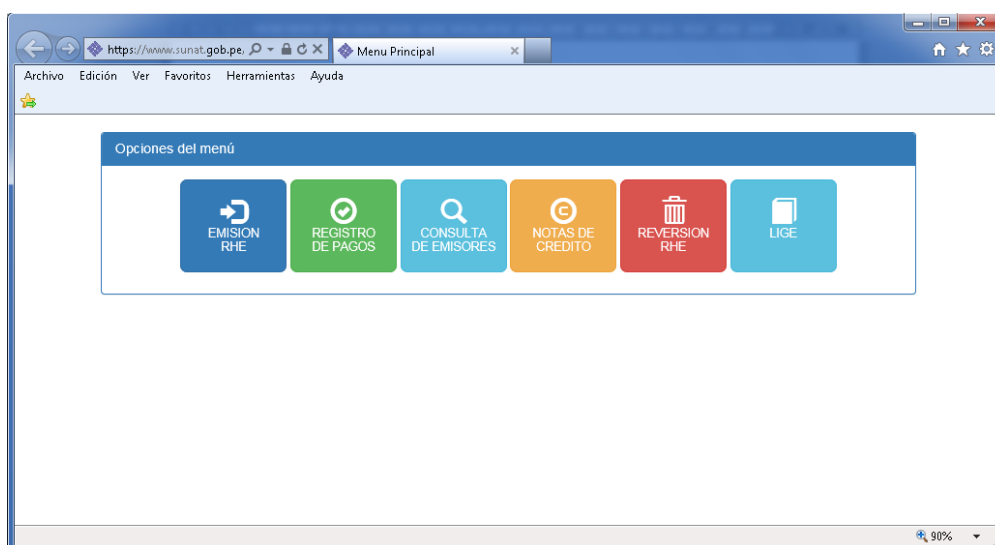 https://www.sunat.gob.pe.
Menu Principal
Archivo Edición Ver Favoritos Herramientas Ayuda
Opciones del menú
EMISION
RHE
REGISTRO
DE PAGOS
CONSULTA
DE EMISORES
NOTAS DE
CREDITO
REVERSION
RHE
LIGE
90%